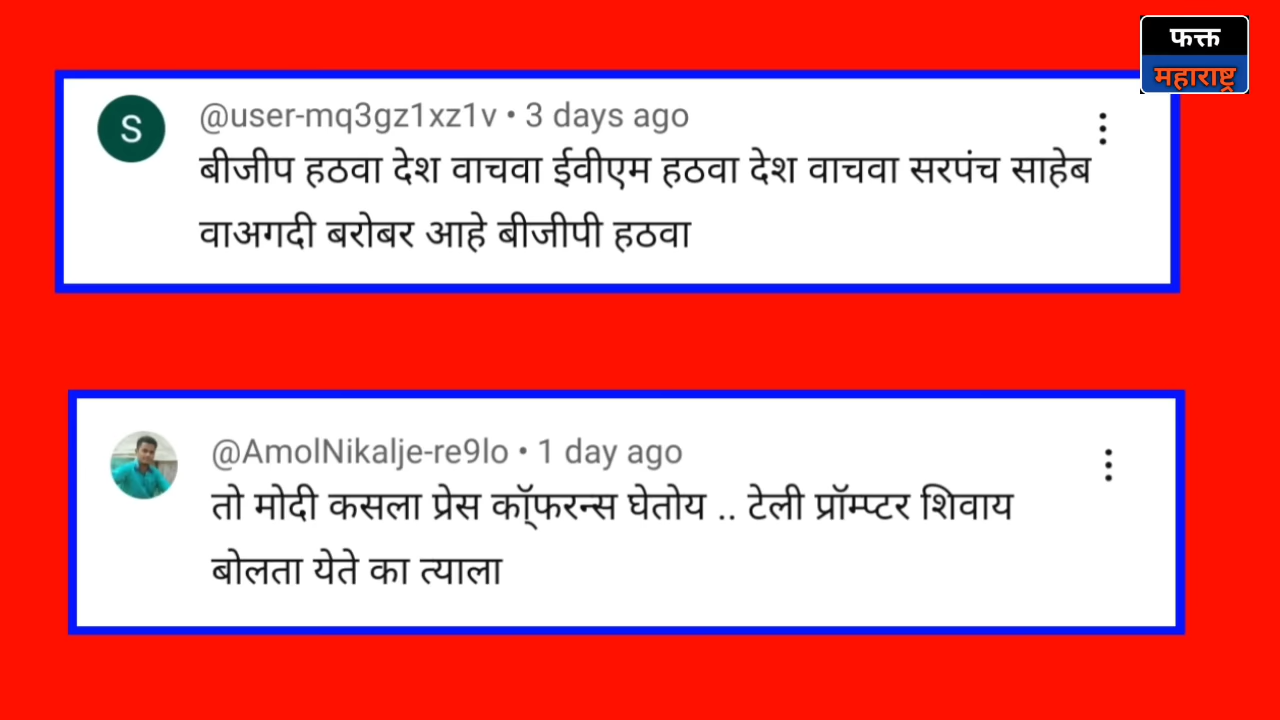 फक्त
महाराष्ट्र
S
@user-mq3gz1xz1v • 3 days ago
बीजीप हठवा देश वाचवा ईवीएम हठवा देश वाचवा सरपंच साहेब
वाअगदी बरोबर आहे बीजीपी हठवा
@AmolNikalje-re9lo • 1 day ago
तो मोदी कसला प्रेस कॉ्फरन्स घेतोय .. टेली प्रॉम्प्टर शिवाय
बोलता येते का त्याला